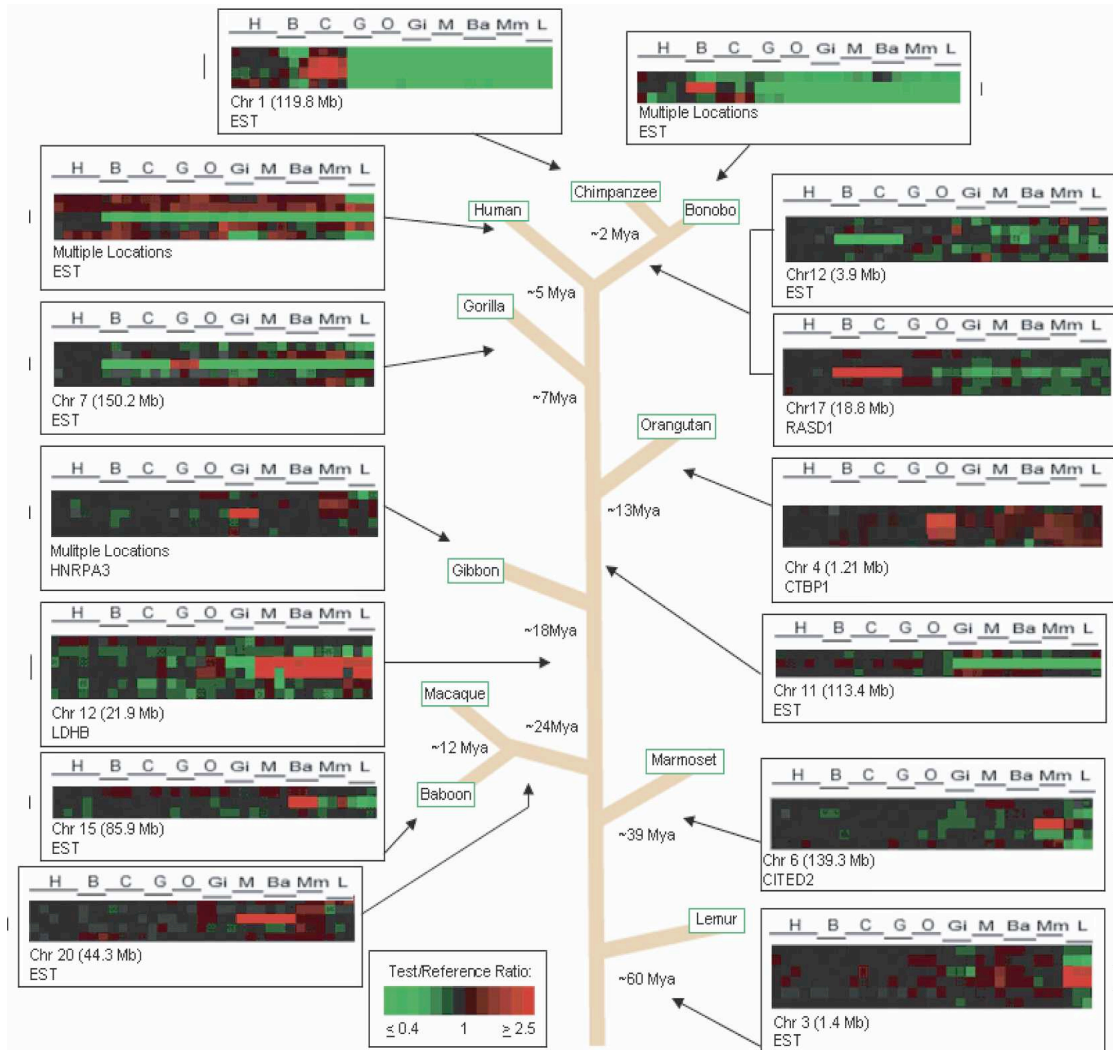 H B C G O Gi M Ba Mm L
Chr 1 (119.8 Mb)
EST
H B C G O Gi M Ba Mm L
Multiple Locations
EST
H B C G O Gi M Ba Mm L
Multiple Locations
EST
H B C G O Gi M Ba Mm L
Chr 7 (150.2 Mb)
EST
H B C G O Gi M Ba Mm L
Mulitple Locations
HNRPA3
H B C G O Gi M Ba Mm L
Chr 12 (21.9 Mb)
LDHB
H B C G O Gi M Ba Mm L
Chr 15 (85.9 Mb)
EST
H B C G O Gi M Ba Mm L
Chr 20 (44.3 Mb)
EST
Chimpanzee
Human
Bonobo
~2 Mya
~5 Mya
Gorilla
~7Mya
Orangutan
~13Mya
Gibbon
~18Mya
Macaque
~24Mya
~12 Mya
Baboon
Marmoset
~39 Mya
Lemur
~60 Mya
H B C G O Gi M Ba Mm L
Chr12 (3.9 Mb)
EST
H B C G O Gi M Ba Mm L
Chr17 (18.8 Mb)
RASD1
H B C G O Gi M Ba Mm L
Chr 4 (1.21 Mb)
CTBP1
H B C G O Gi M Ba Mm L
Chr 11 (113.4 Mb)
EST
H B C G O Gi M Ba Mm L
Chr 6 (139.3 Mb)
CITED2
H B C G O Gi M Ba Mm L
Chr 3 (1.4 Mb)
EST
Test/Reference Ratio:
≤ 0.4 1 ≥ 2.5